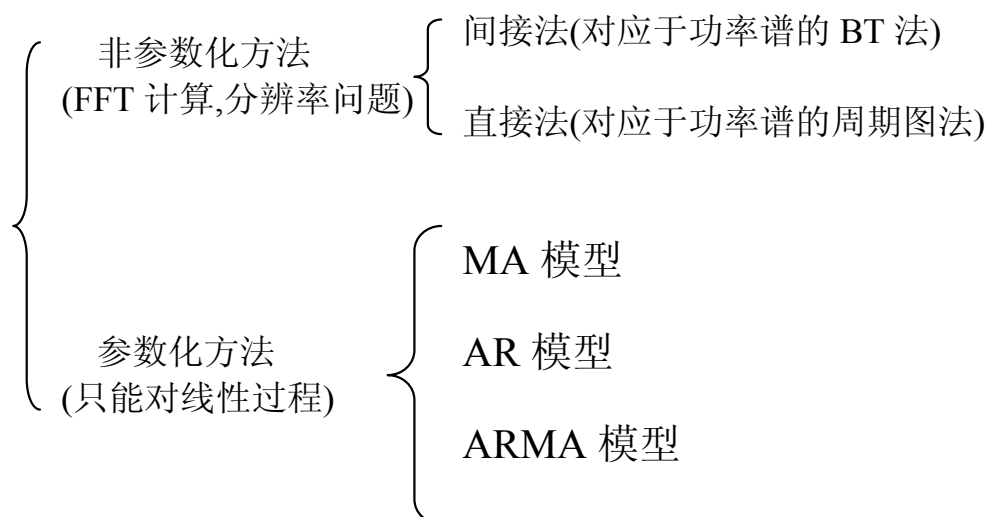 非参数化方法
(FFT 计算,分辨率问题)
间接法(对应于功率谱的 BT 法)
直接法(对应于功率谱的周期图法)
参数化方法
(只能对线性过程)
MA 模型
AR 模型
ARMA 模型